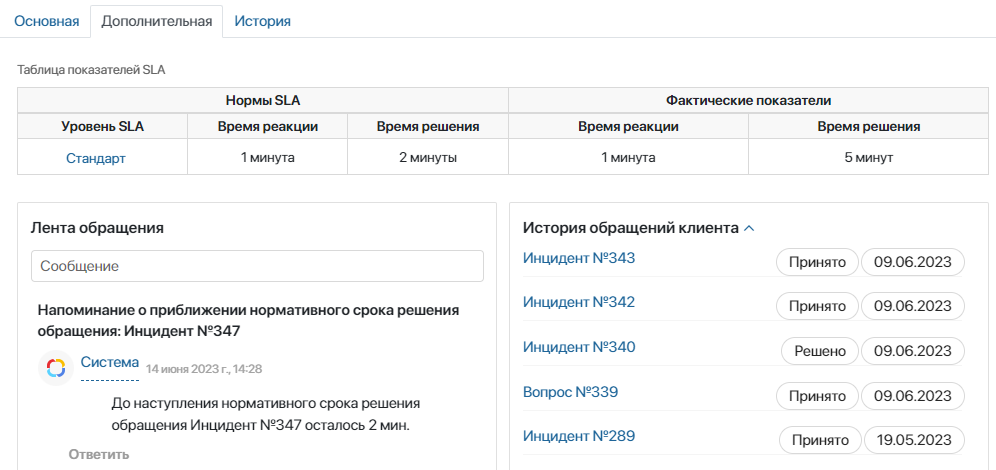 Основная Дополнительная История
Таблица показателей SLA
Нормы SLA Фактические показатели
Уровень SLA Время реакции Время решения Время реакции Время решения
Стандарт 1 минута 2 минуты 1 минута 5 минут
Лента обращения
Сообщение
Напоминание о приближении нормативного срока решения
обращения: Инцидент №347
Система 14 июня 2023 г., 14:28
До наступления нормативного срока решения
обращения Инцидент №347 осталось 2 мин.
Ответить
История обращений клиента
Инцидент №343 Принято 09.06.2023
Инцидент №342 Принято 09.06.2023
Инцидент №340 Решено 09.06.2023
Вопрос №339 Принято 09.06.2023
Инцидент №289 Принято 19.05.2023